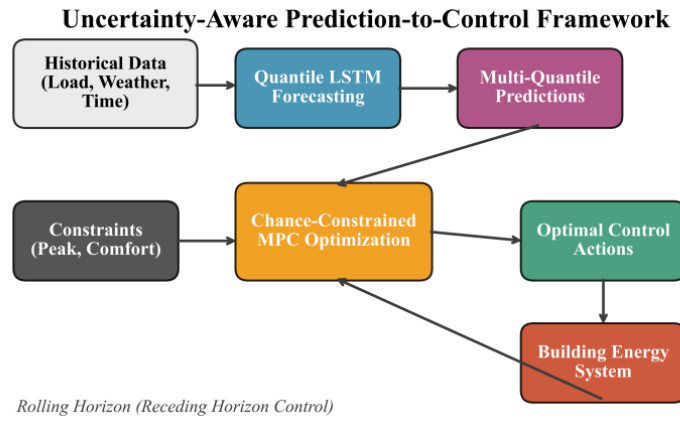 Uncertainty-Aware Prediction-to-Control Framework
Historical Data
(Load, Weather,
Time)
Quantile LSTM
Forecasting
Multi-Quantile
Predictions
Constraints
(Peak, Comfort)
Chance-Constrained
MPC Optimization
Optimal Control
Actions
Building Energy
System
Rolling Horizon (Receding Horizon Control)